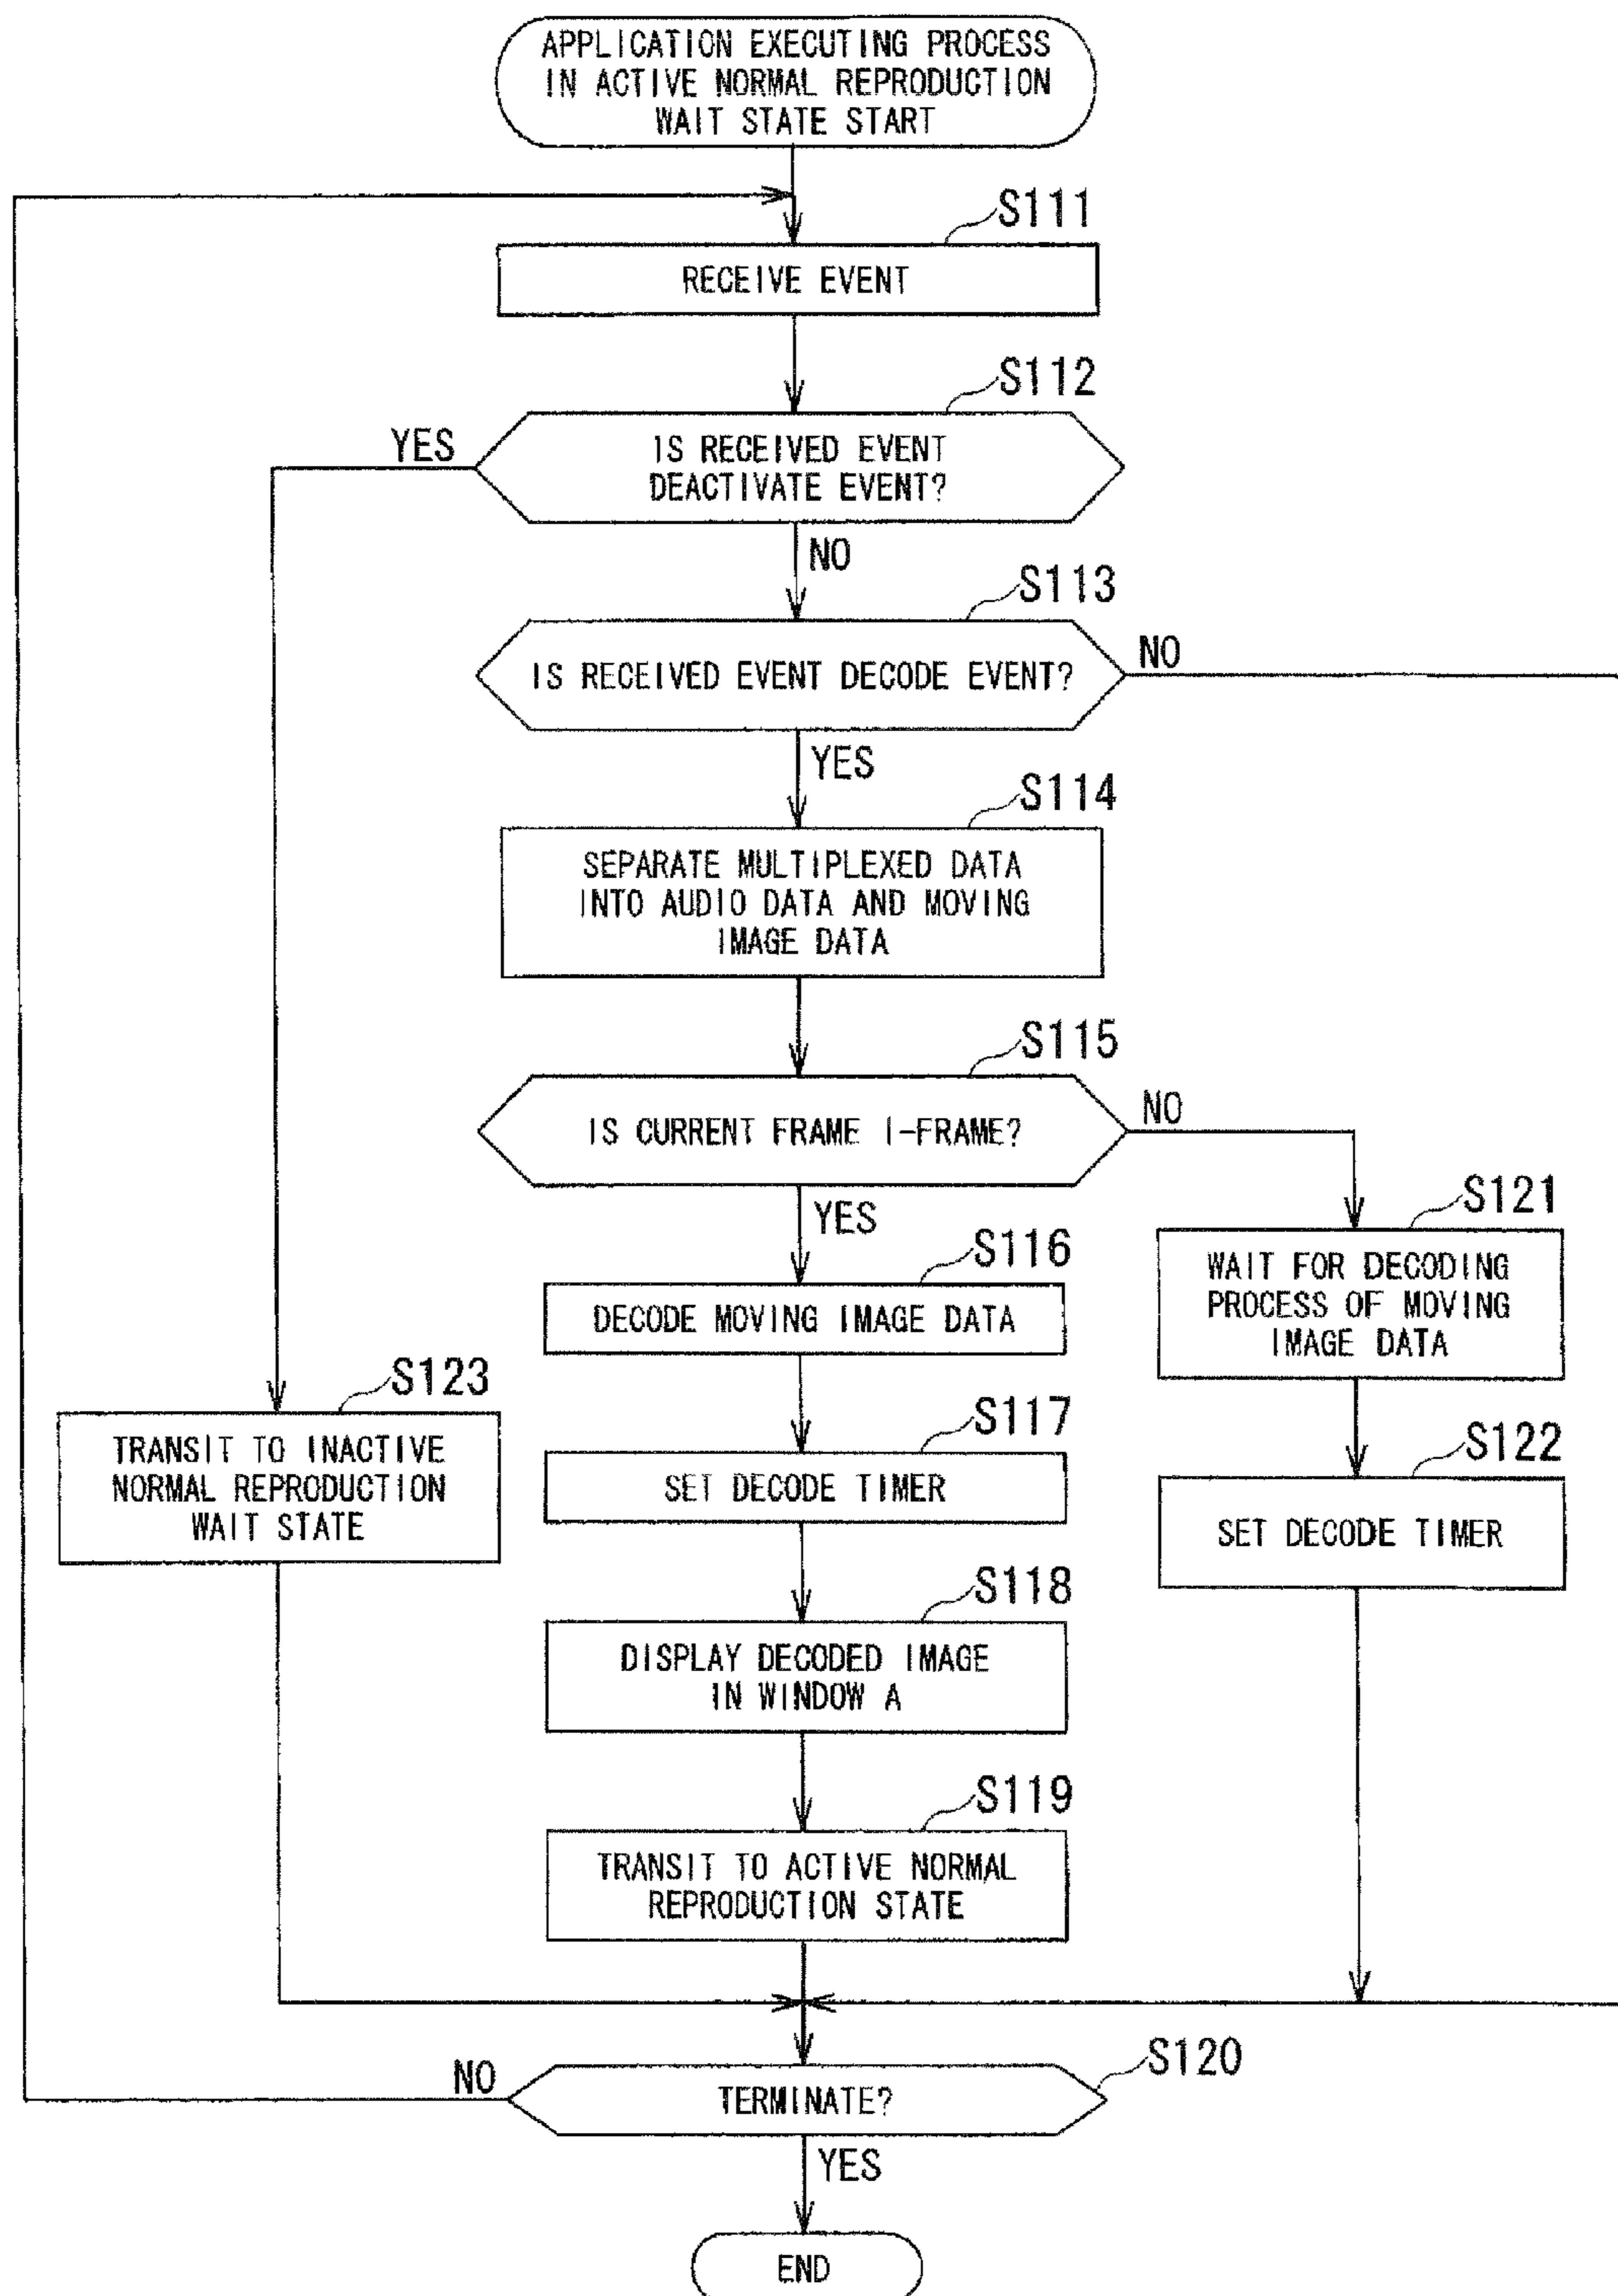 APPLICATION EXECUTING PROCESS
IN ACTIVE NORMAL REPRODUCTION
WAIT STATE START
S111
RECEIVE EVENT
S112
YES
IS RECEIVED EVENT
DEACTIVATE EVENT?
NO
S113
IS RECEIVED EVENT DECODE EVENT?
NO
YES
S114
SEPARATE MULTIPLEXED DATA
INTO AUDIO DATA AND MOVING
IMAGE DATA
S115
IS CURRENT FRAME I-FRAME?
NO
YES
S116
DECODE MOVING IMAGE DATA
S121
WAIT FOR DECODING
PROCESS OF MOVING
IMAGE DATA
S123
TRANSIT TO INACTIVE
NORMAL REPRODUCTION
WAIT STATE
S117
SET DECODE TIMER
S122
SET DECODE TIMER
S118
DISPLAY DECODED IMAGE
IN WINDOW A
S119
TRANSIT TO ACTIVE NORMAL
REPRODUCTION STATE
S120
NO
TERMINATE?
YES
END